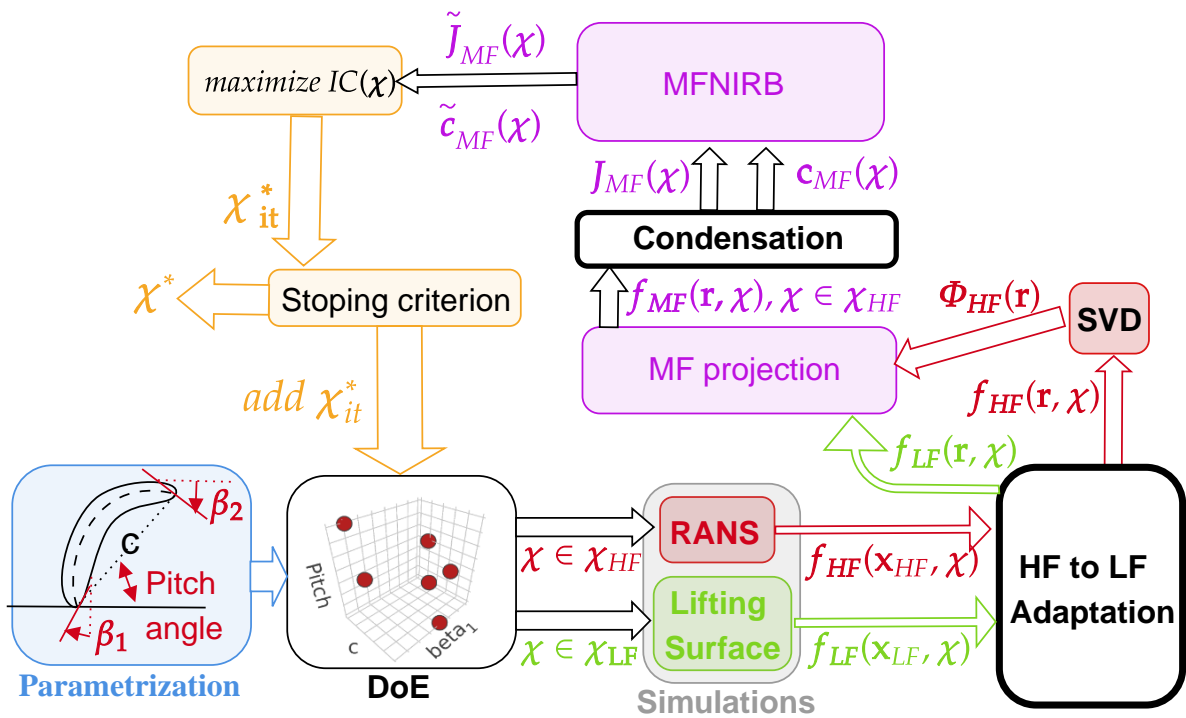 J̃_MF(χ)
maximize IC(χ)
MFNIRB
c̃_MF(χ)
J_MF(χ)
c_MF(χ)
χ*_it
Condensation
χ*
Stoping criterion
f_MF(r, χ), χ ∈ χ_HF
Φ_HF(r)
SVD
MF projection
add χ*_it
f_HF(r, χ)
f_LF(r, χ)
β2
c
Pitch
angle
β1
Parametrization
Pitch
c
beta1
DoE
χ ∈ χ_HF
χ ∈ χ_LF
RANS
Lifting
Surface
Simulations
f_HF(x_HF, χ)
f_LF(x_LF, χ)
HF to LF
Adaptation